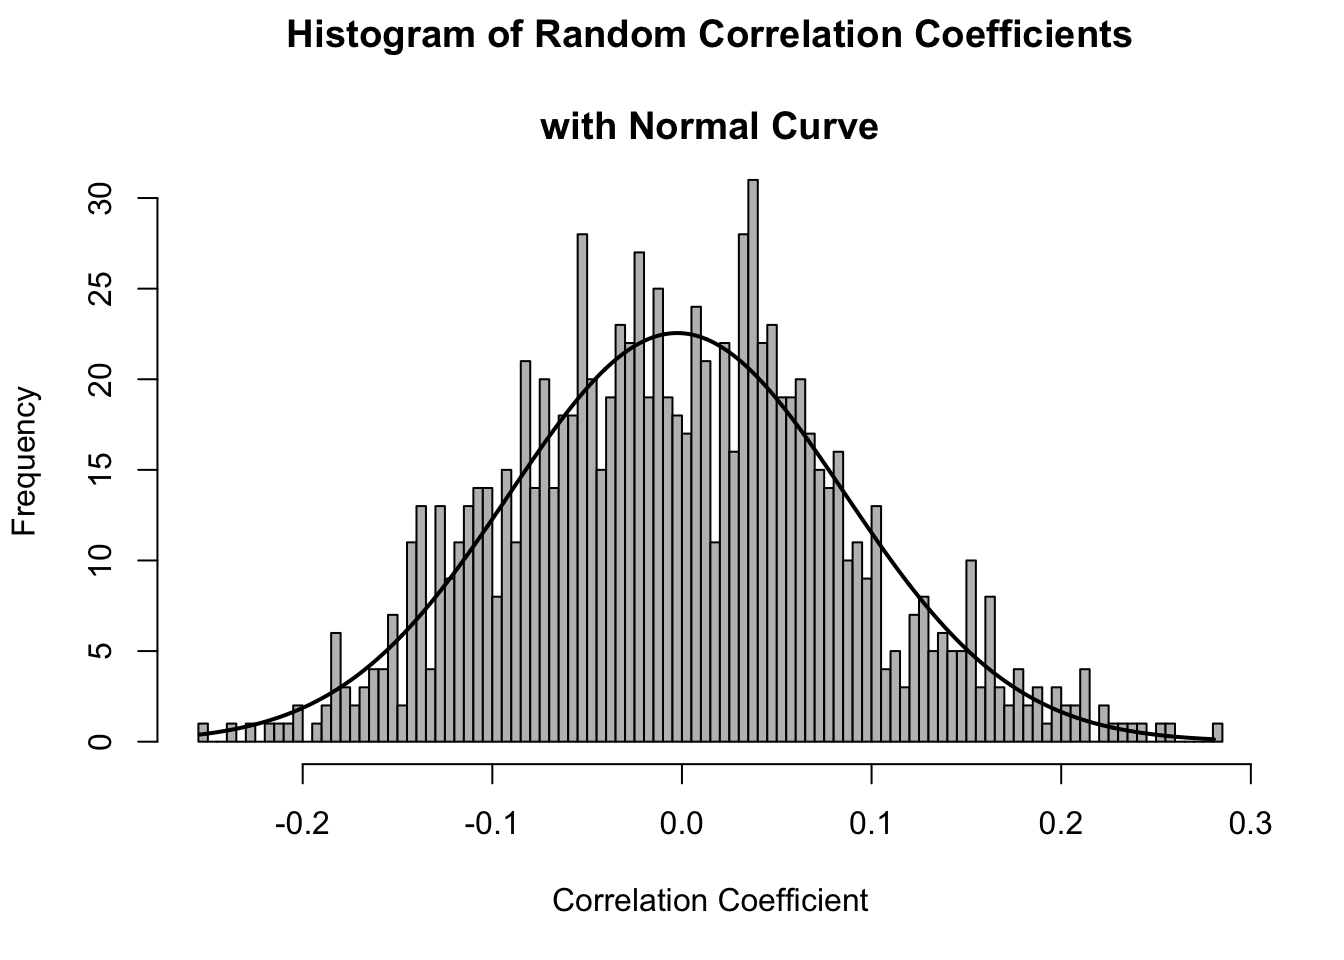 Histogram of Random Correlation Coefficients
with Normal Curve
30
25
20
15
10
5
0
Frequency
-0.2 -0.1 0.0 0.1 0.2 0.3
Correlation Coefficient